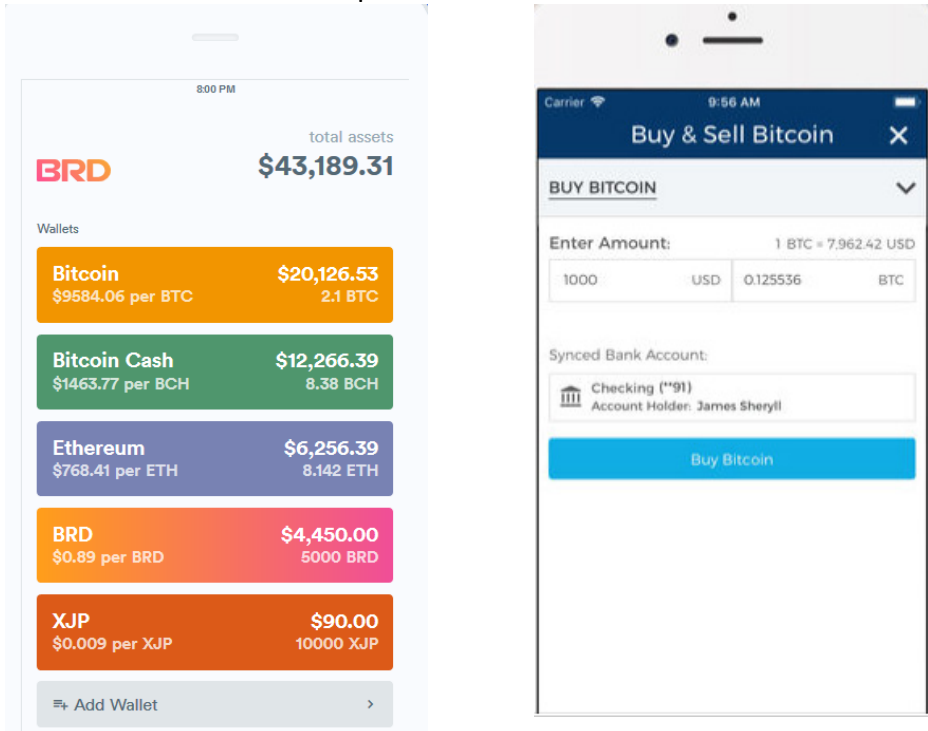 8:00 PM
total assets
BRD
$43,189.31
Wallets
Bitcoin
$20,126.53
$9584.06 per BTC
2.1 BTC
Bitcoin Cash
$12,266.39
$1463.77 per BCH
8.38 BCH
Ethereum
$6,256.39
$768.41 per ETH
8.142 ETH
BRD
$4,450.00
$0.89 per BRD
5000 BRD
XJP
$90.00
$0.009 per XJP
10000 XJP
Add Wallet
Carrier
9:56 AM
Buy & Sell Bitcoin
BUY BITCOIN
Enter Amount:
1 BTC = 7,962.42 USD
1000 USD
0.125536 BTC
Synced Bank Account:
Checking (**91)
Account Holder: James Sheryll
Buy Bitcoin